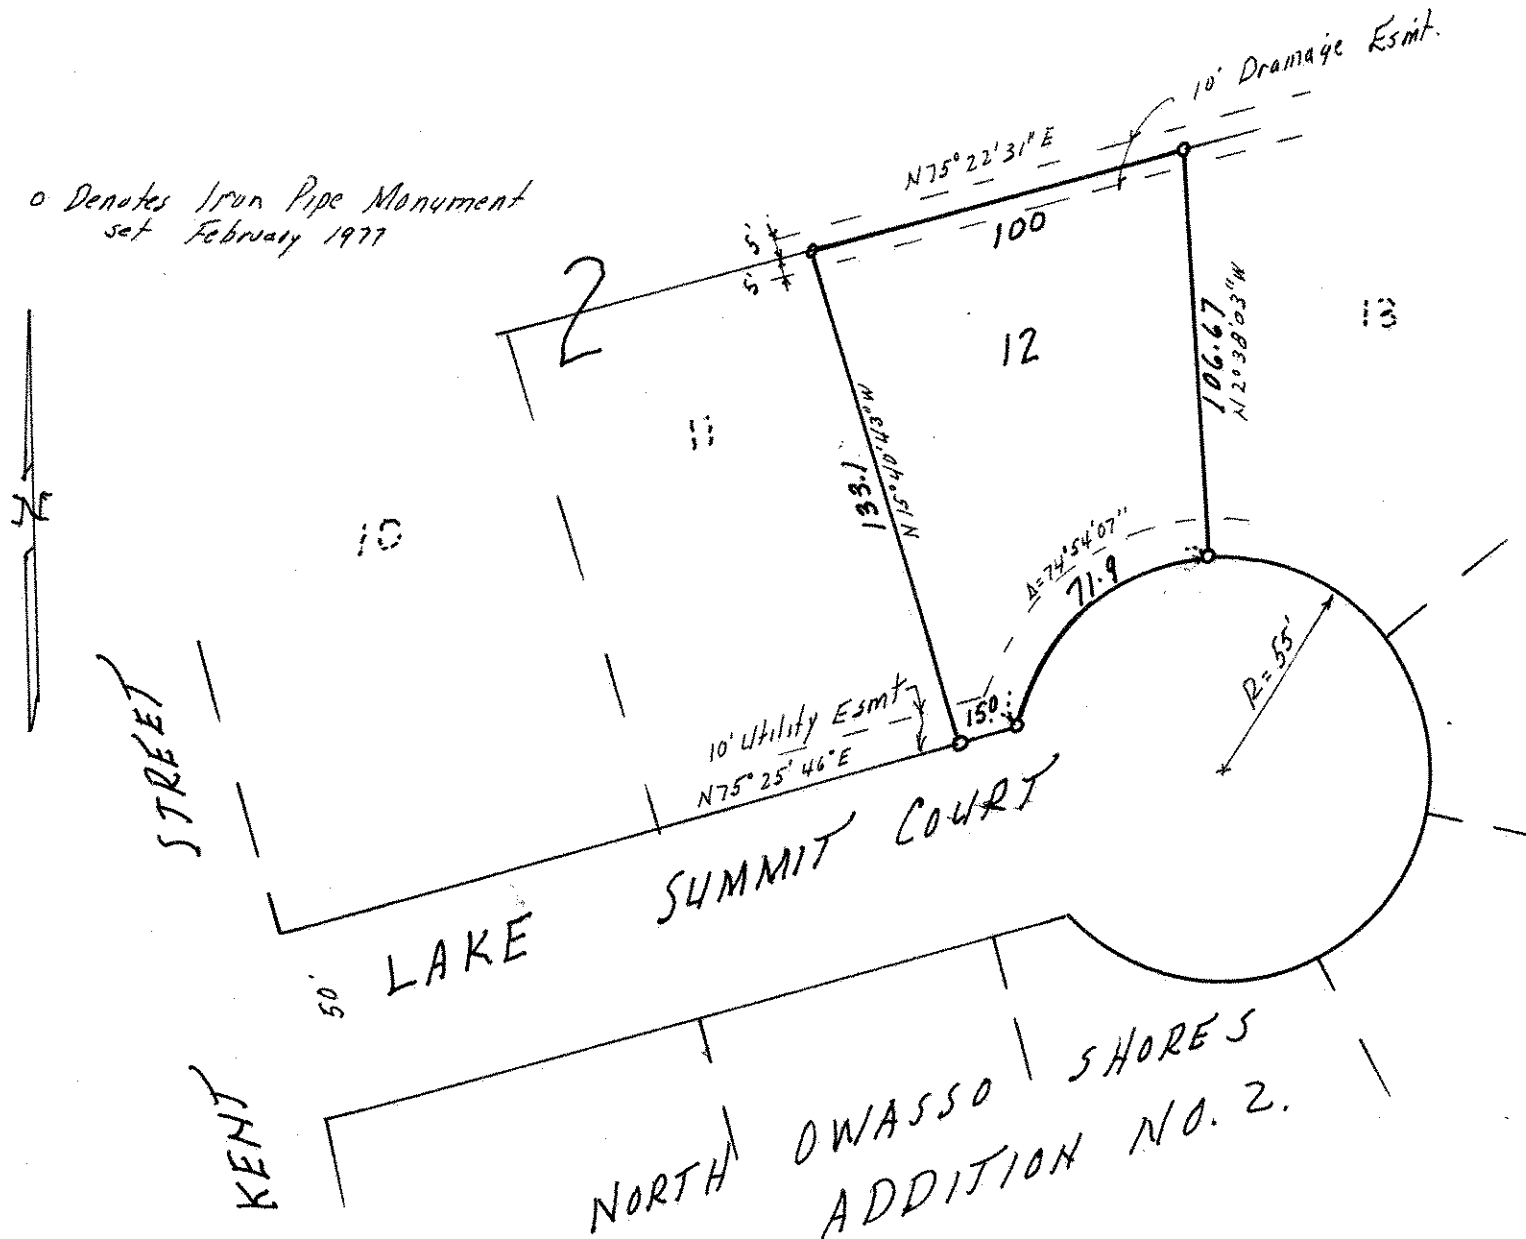 10' Drainage Esmt.
N75°22'31"E
o Denotes Iron Pipe Monument
set February 1977
5'
5'
100
2
12
13
106.67
N2°38'03"W
11
133.1
N15°40'43"W
10
Δ=74°54'07"
71.9
R=55'
10' Utility Esmt
150
N75°25'46"E
STREET
LAKE SUMMIT COURT
50'
KENT
NORTH OWASSO SHORES
ADDITION NO. 2.